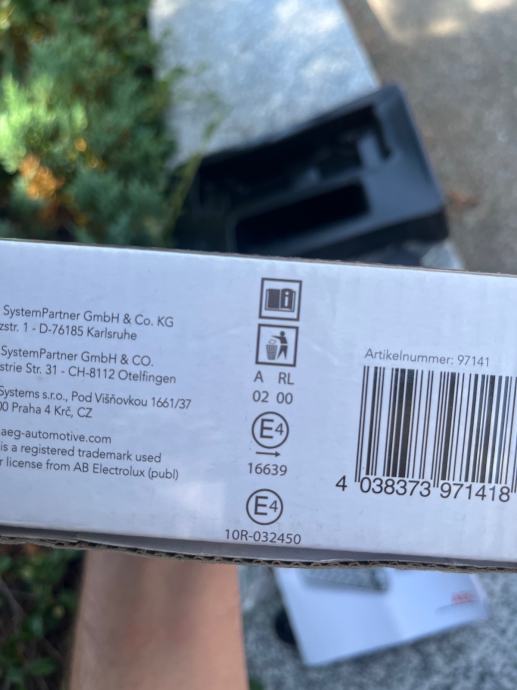 SystemPartner GmbH & Co. KG
zstr. 1 - D-76185 Karlsruhe
SystemPartner GmbH & CO.
strie Str. 31 - CH-8112 Otelfingen
Systems s.r.o., Pod Višňovkou 1661/37
00 Praha 4 Krč, CZ
aeg-automotive.com
is a registered trademark used
r license from AB Electrolux (publ)
A RL
02 00
E4
16639
E4
10R-032450
Artikelnummer: 97141
4 038373 971418